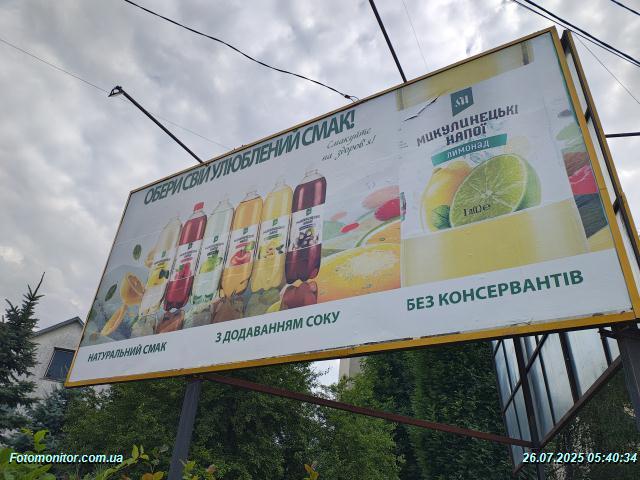 ОБЕРИ СВІЙ УЛЮБЛЕНИЙ СМАК!
Смакуйте
на здоров'я!
МИКУЛИНЕЦЬКІ
НАПОЇ
ЛИМОНАД
НАТУРАЛЬНИЙ СМАК
З ДОДАВАННЯМ СОКУ
БЕЗ КОНСЕРВАНТІВ
Fotomonitor.com.ua
26.07.2025 05:40:34